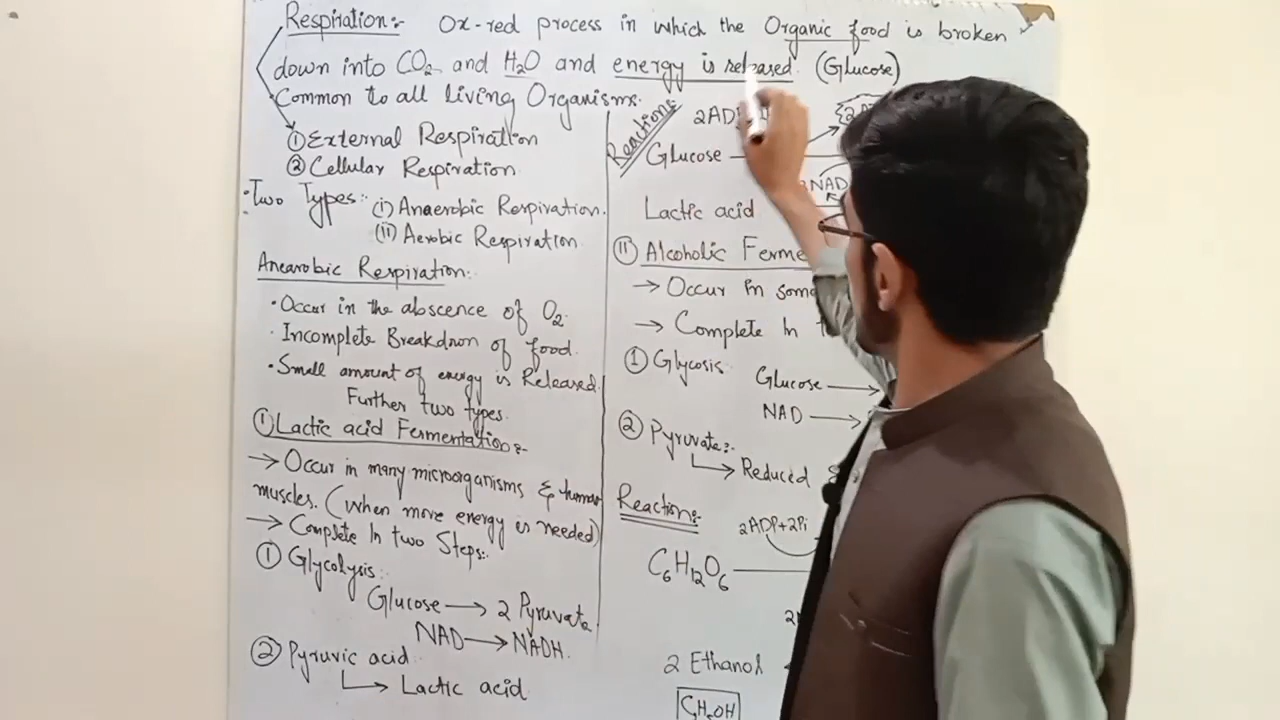 Respiration:- Ox-red process in which the Organic food is broken
down into CO2 and H2O and energy is released. (Glucose)
Common to all living Organisms.
① External Respiration
② Cellular Respiration
Two Types:- (i) Anaerobic Respiration.
(ii) Aerobic Respiration
Anearobic Respiration:-
• Occur in the abscence of O2.
• Incomplete Breakdown of food.
• Small amount of energy is Released.
Further two types.
① Lactic acid Fermentation:-
→ Occur in many microorganisms & human
muscles. (when more energy is needed)
→ Complete In two Steps:-
① Glycolysis:-
Glucose → 2 Pyruvate
NAD → NADH.
② Pyruvic acid
→ Lactic acid
Reactions
Glucose
NAD
Lactic acid
(II) Alcoholic
→ Occur In
→ Complete In
① Glycosis
Glucose →
NAD →
② Pyruvate:-
→ Reduced
Reaction:-
2ADP+2Pi
C6H12O6
2 Ethanol
C2H5OH